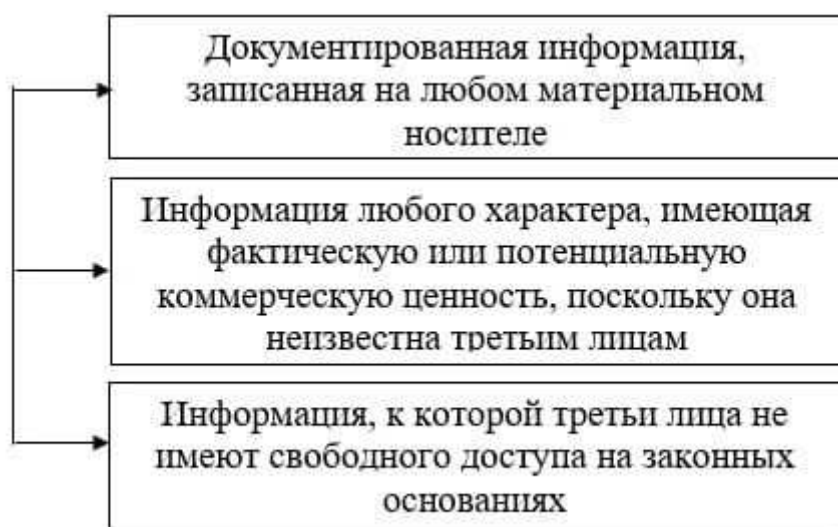 Документированная информация,
записанная на любом материальном
носителе
Информация любого характера, имеющая
фактическую или потенциальную
коммерческую ценность, поскольку она
неизвестна третьим лицам
Информация, к которой третьи лица не
имеют свободного доступа на законных
основаниях